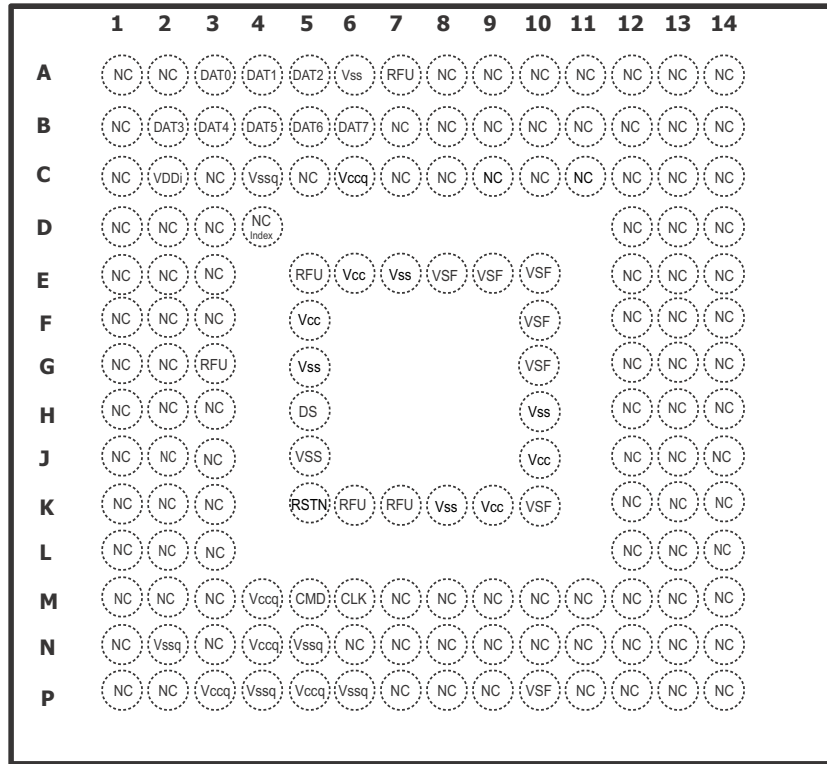 1 2 3 4 5 6 7 8 9 10 11 12 13 14
A NC NC DAT0 DAT1 DAT2 Vss RFU NC NC NC NC NC NC NC
B NC DAT3 DAT4 DAT5 DAT6 DAT7 NC NC NC NC NC NC NC NC
C NC VDDi NC Vssq NC Vccq NC NC NC NC NC NC NC NC
D NC NC NC NC Index NC NC NC
E NC NC NC RFU Vcc Vss VSF VSF VSF NC NC NC
F NC NC NC Vcc VSF NC NC NC
G NC NC RFU Vss VSF NC NC NC
H NC NC NC DS Vss NC NC NC
J NC NC NC VSS Vcc NC NC NC
K NC NC NC RSTN RFU RFU Vss Vcc VSF NC NC NC
L NC NC NC NC NC NC
M NC NC NC Vccq CMD CLK NC NC NC NC NC NC NC NC
N NC Vssq NC Vccq Vssq NC NC NC NC NC NC NC NC NC
P NC NC Vccq Vssq Vccq Vssq NC NC NC VSF NC NC NC NC